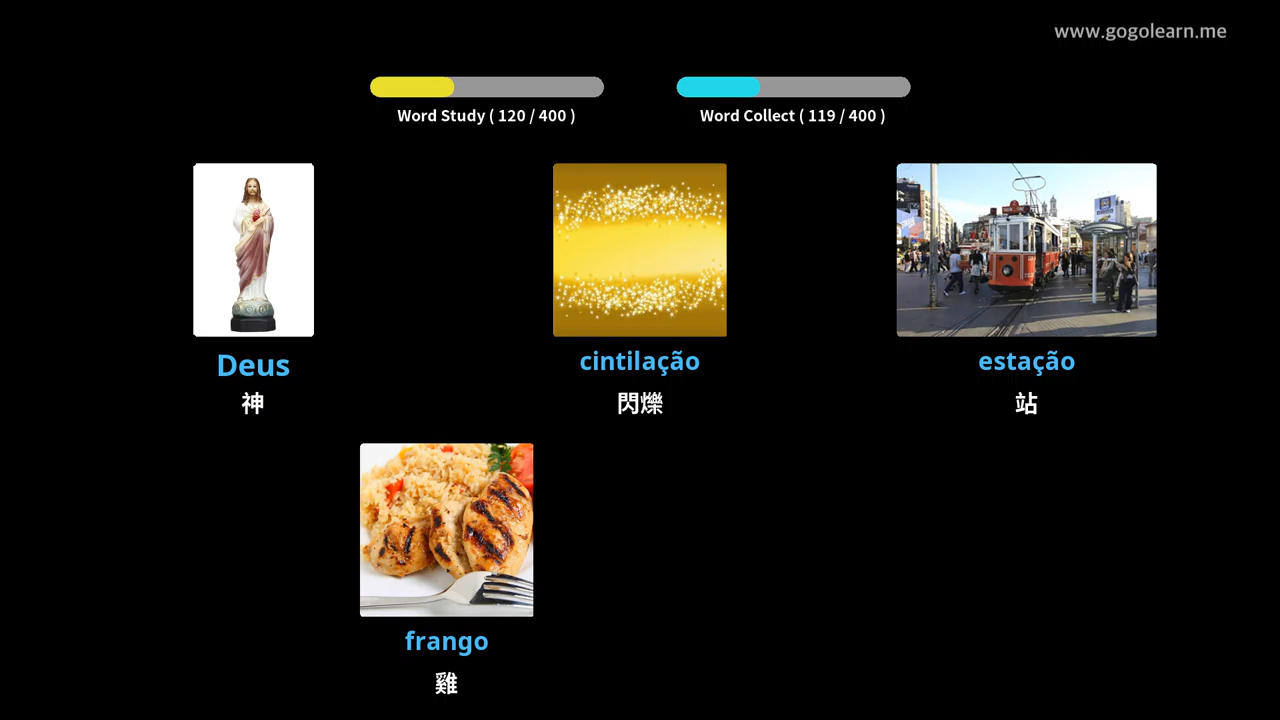 www.gogolearn.me
Word Study ( 120 / 400 )
Word Collect ( 119 / 400 )
Deus
cintilação
estação
神
閃爍
站
frango
雞